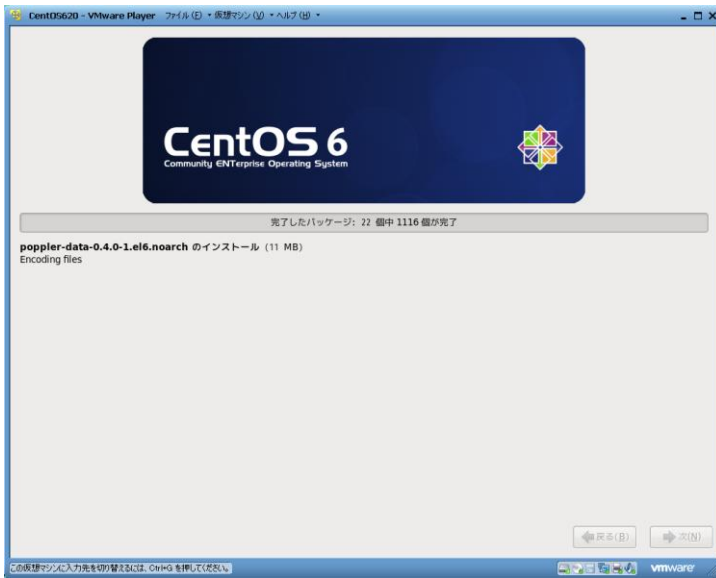 CentOS620 - VMware Player ファイル(F) ▾ 仮想マシン(V) ▾ ヘルプ(H) ▾
CentOS 6
Community ENTerprise Operating System
完了したパッケージ: 22 個中 1116 個が完了
poppler-data-0.4.0-1.el6.noarch のインストール (11 MB)
Encoding files
戻る(B) 次(N)
この仮想マシンに入力先を切り替えるには、Ctrl+G を押してください。 vmware